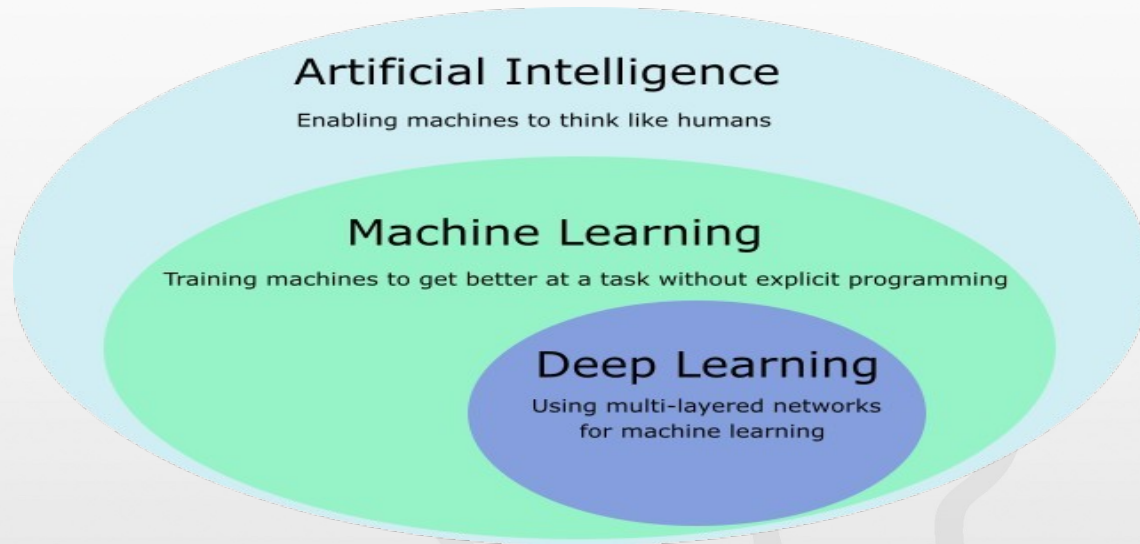 Artificial Intelligence
Enabling machines to think like humans
Machine Learning
Training machines to get better at a task without explicit programming
Deep Learning
Using multi-layered networks
for machine learning